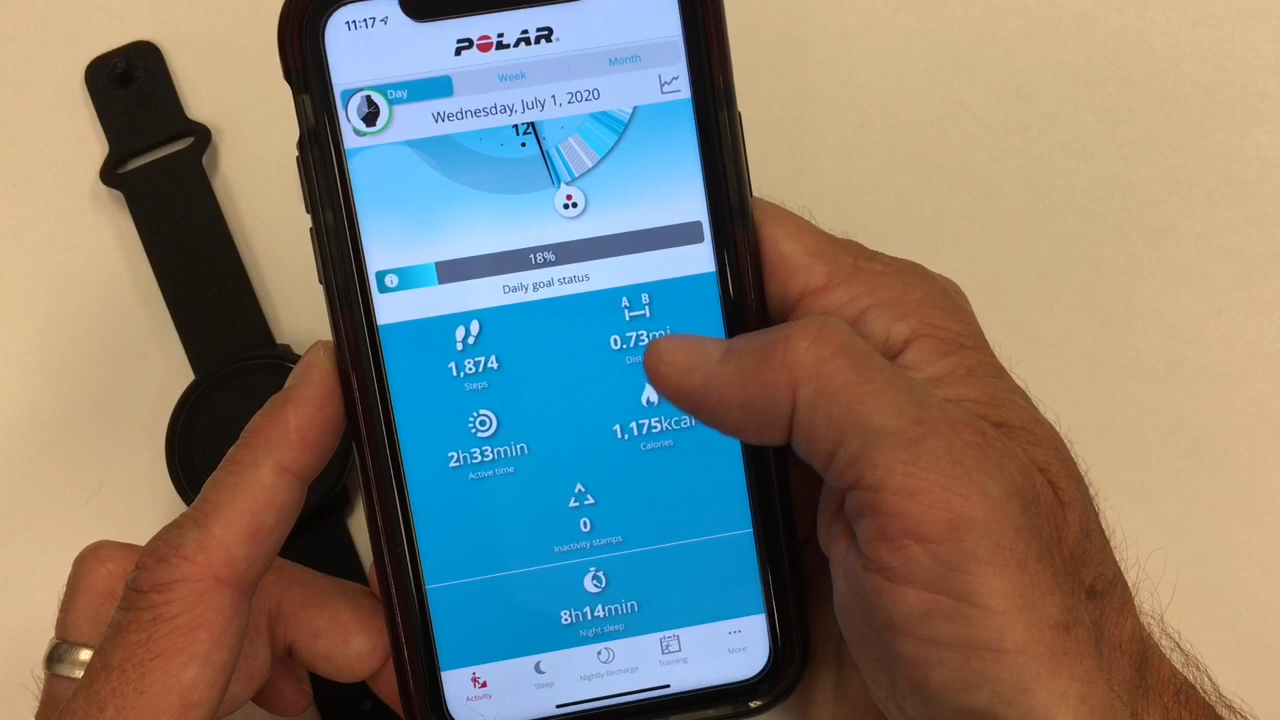 11:17
POLAR
Day Week Month
Wednesday, July 1, 2020
12
18%
Daily goal status
A B
1,874 0.73mi
Steps
2h33min 1,175kcal
Active time Calories
0
Inactivity stamps
8h14min
Night sleep
Activity Sleep Nightly Recharge Training More